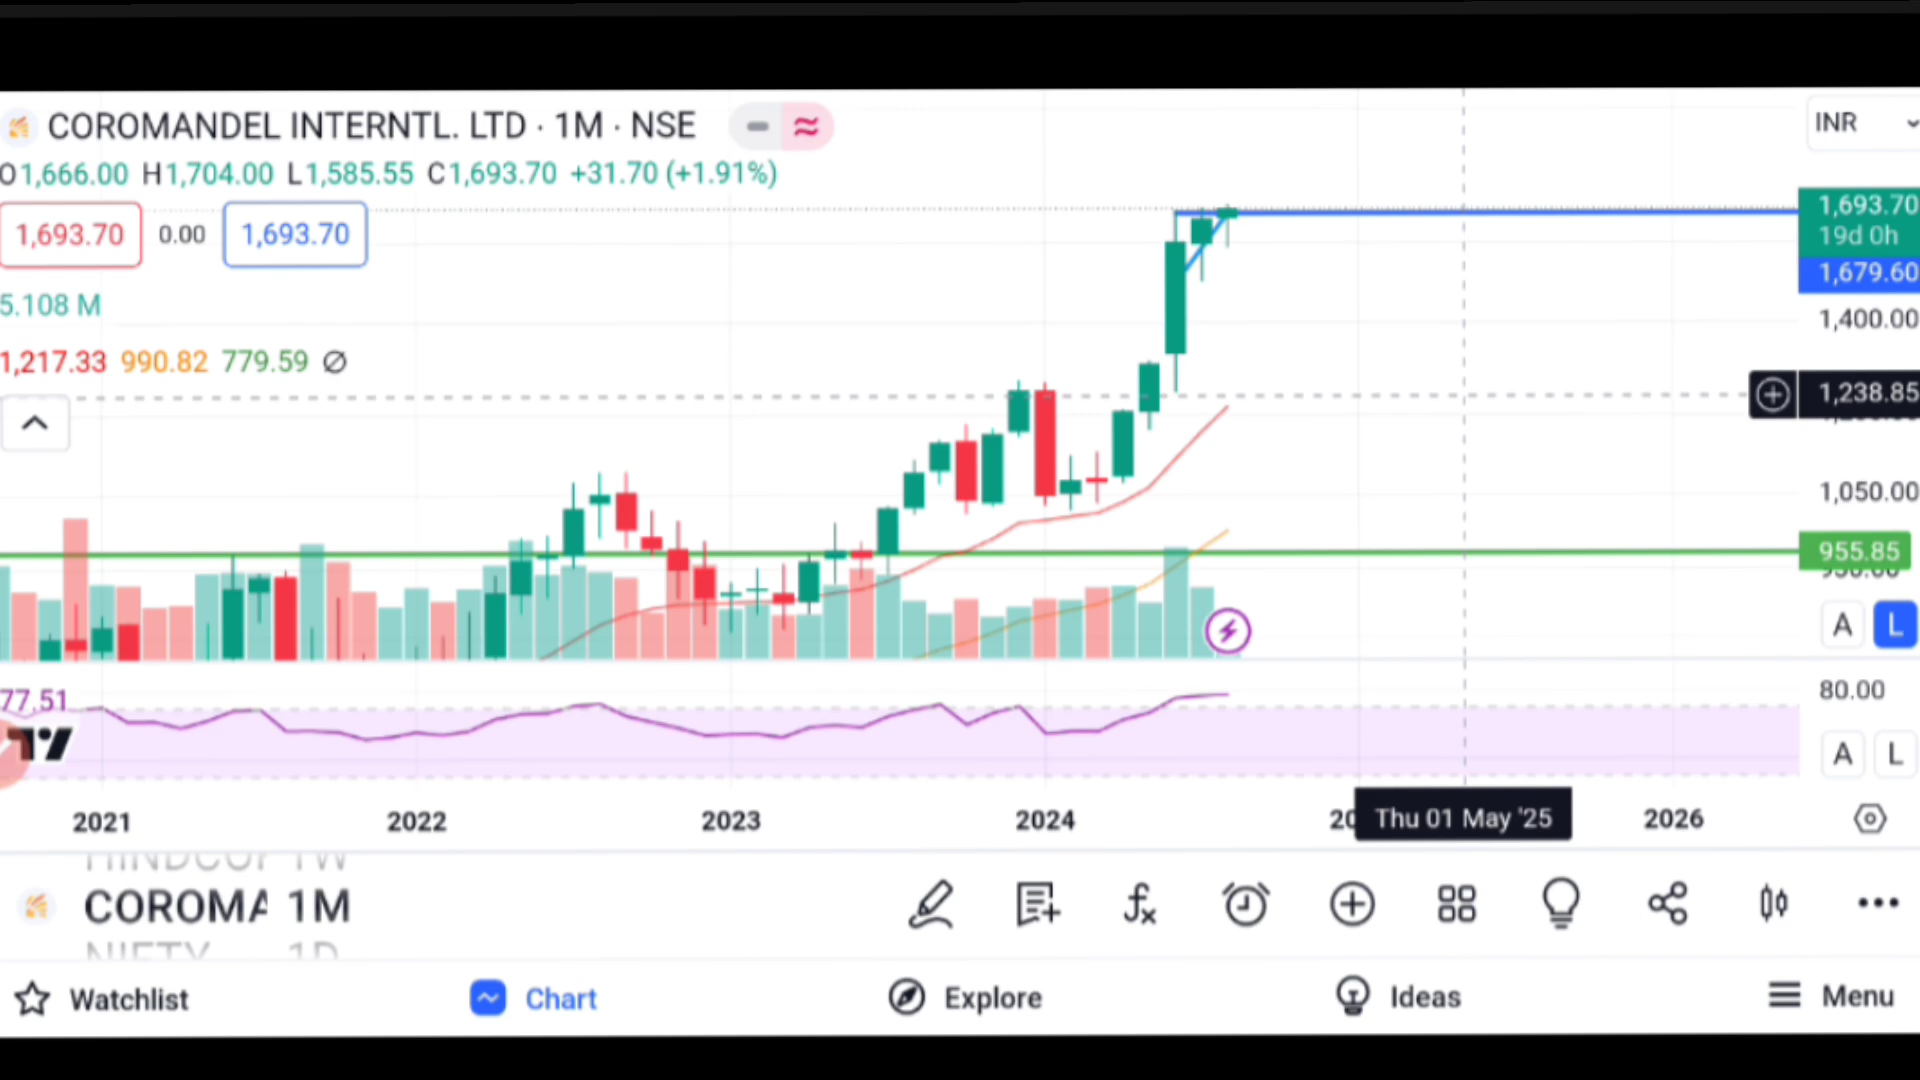 COROMANDEL INTERNTL. LTD · 1M · NSE
INR
O1,666.00 H1,704.00 L1,585.55 C1,693.70 +31.70 (+1.91%)
1,693.70 0.00 1,693.70
1,693.70
19d 0h
1,679.60
5.108 M
1,400.00
1,217.33 990.82 779.59 ∅
1,238.85
1,050.00
955.85
A L
77.51
80.00
A L
2021 2022 2023 2024 20 Thu 01 May '25 2026
HINDCOP 1W
COROMA 1M
NIFTY 1D
Watchlist Chart Explore Ideas Menu